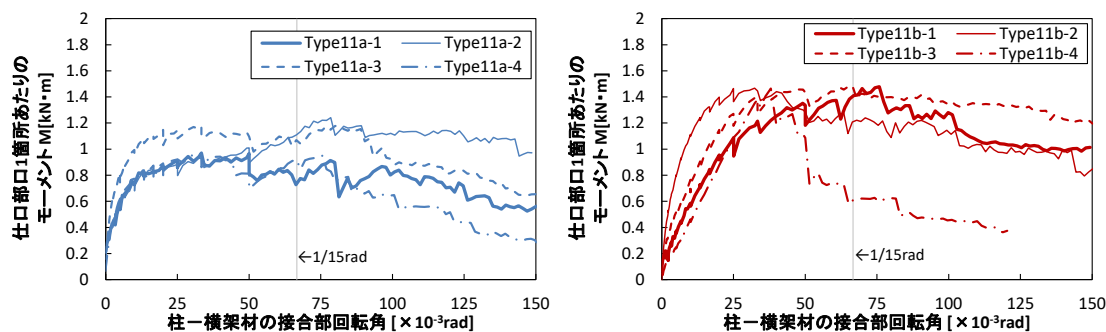 仕口部口1箇所あたりの
モーメントM[kN・m]
2
1.8
1.6
1.4
1.2
1
0.8
0.6
0.4
0.2
0
Type11a-1
Type11a-2
Type11a-3
Type11a-4
←1/15rad
0
25
50
75
100
125
150
柱ー横架材の接合部回転角 [×10-3rad]
仕口部口1箇所あたりの
モーメントM[kN・m]
2
1.8
1.6
1.4
1.2
1
0.8
0.6
0.4
0.2
0
Type11b-1
Type11b-2
Type11b-3
Type11b-4
←1/15rad
0
25
50
75
100
125
150
柱ー横架材の接合部回転角 [×10-3rad]